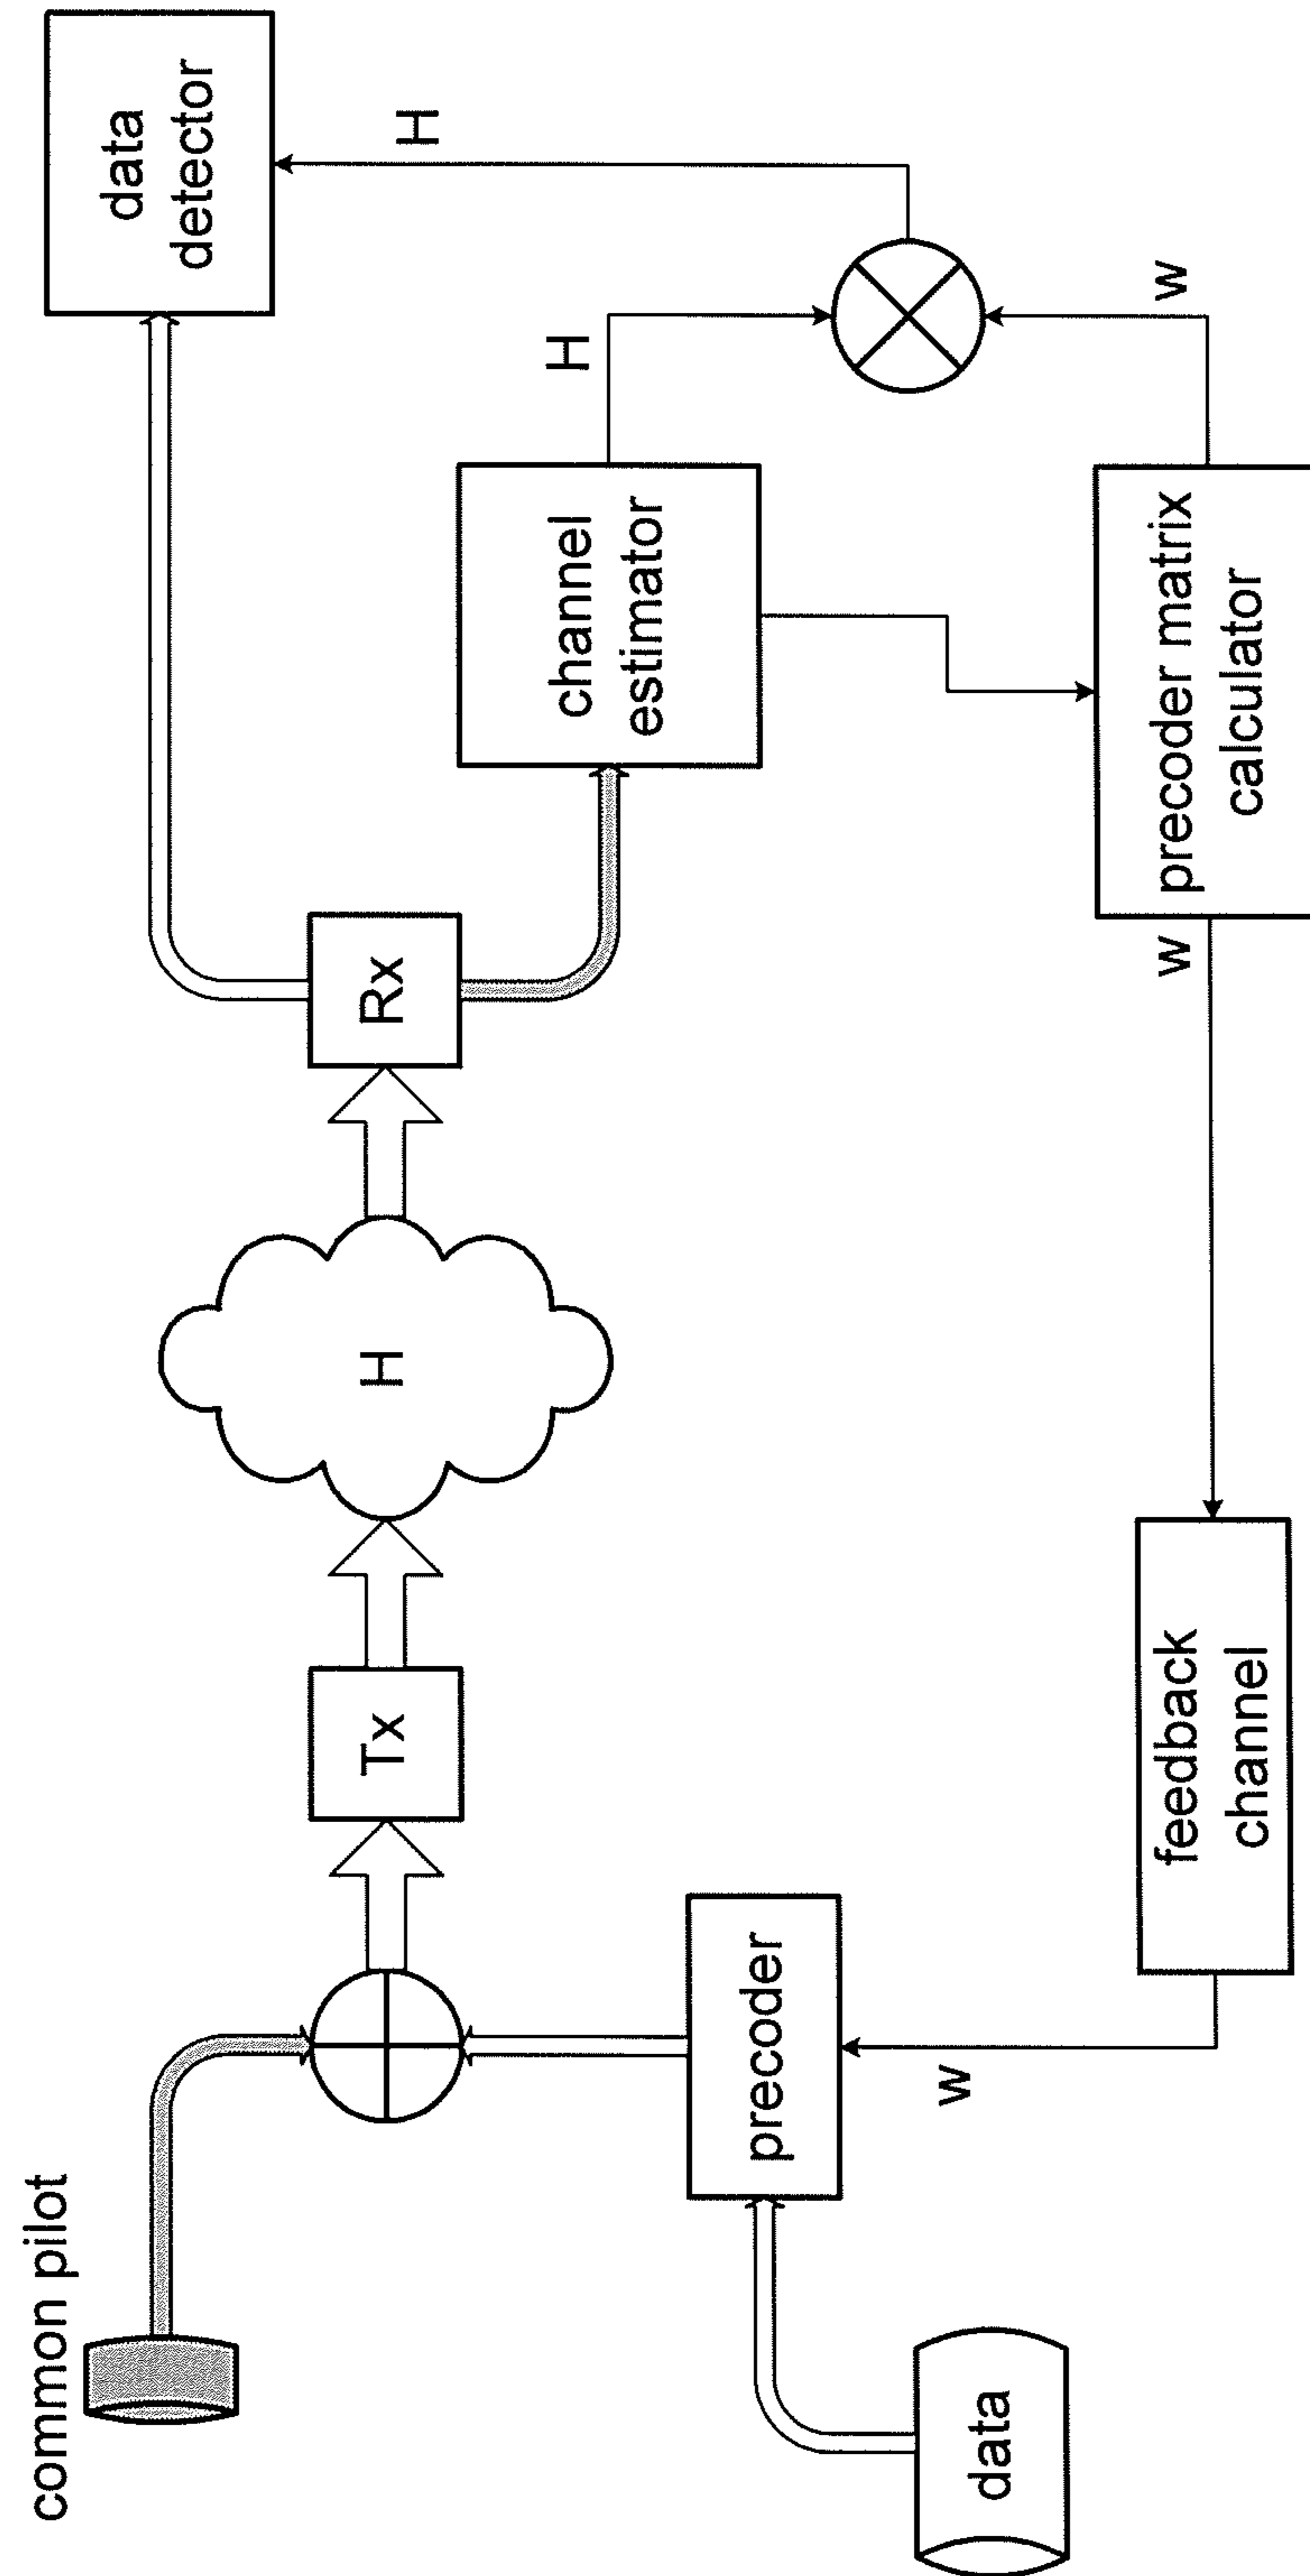 common pilot
data
precoder
W
Tx
H
Rx
data
detector
H
channel
estimator
H
W
precoder matrix
calculator
W
feedback
channel